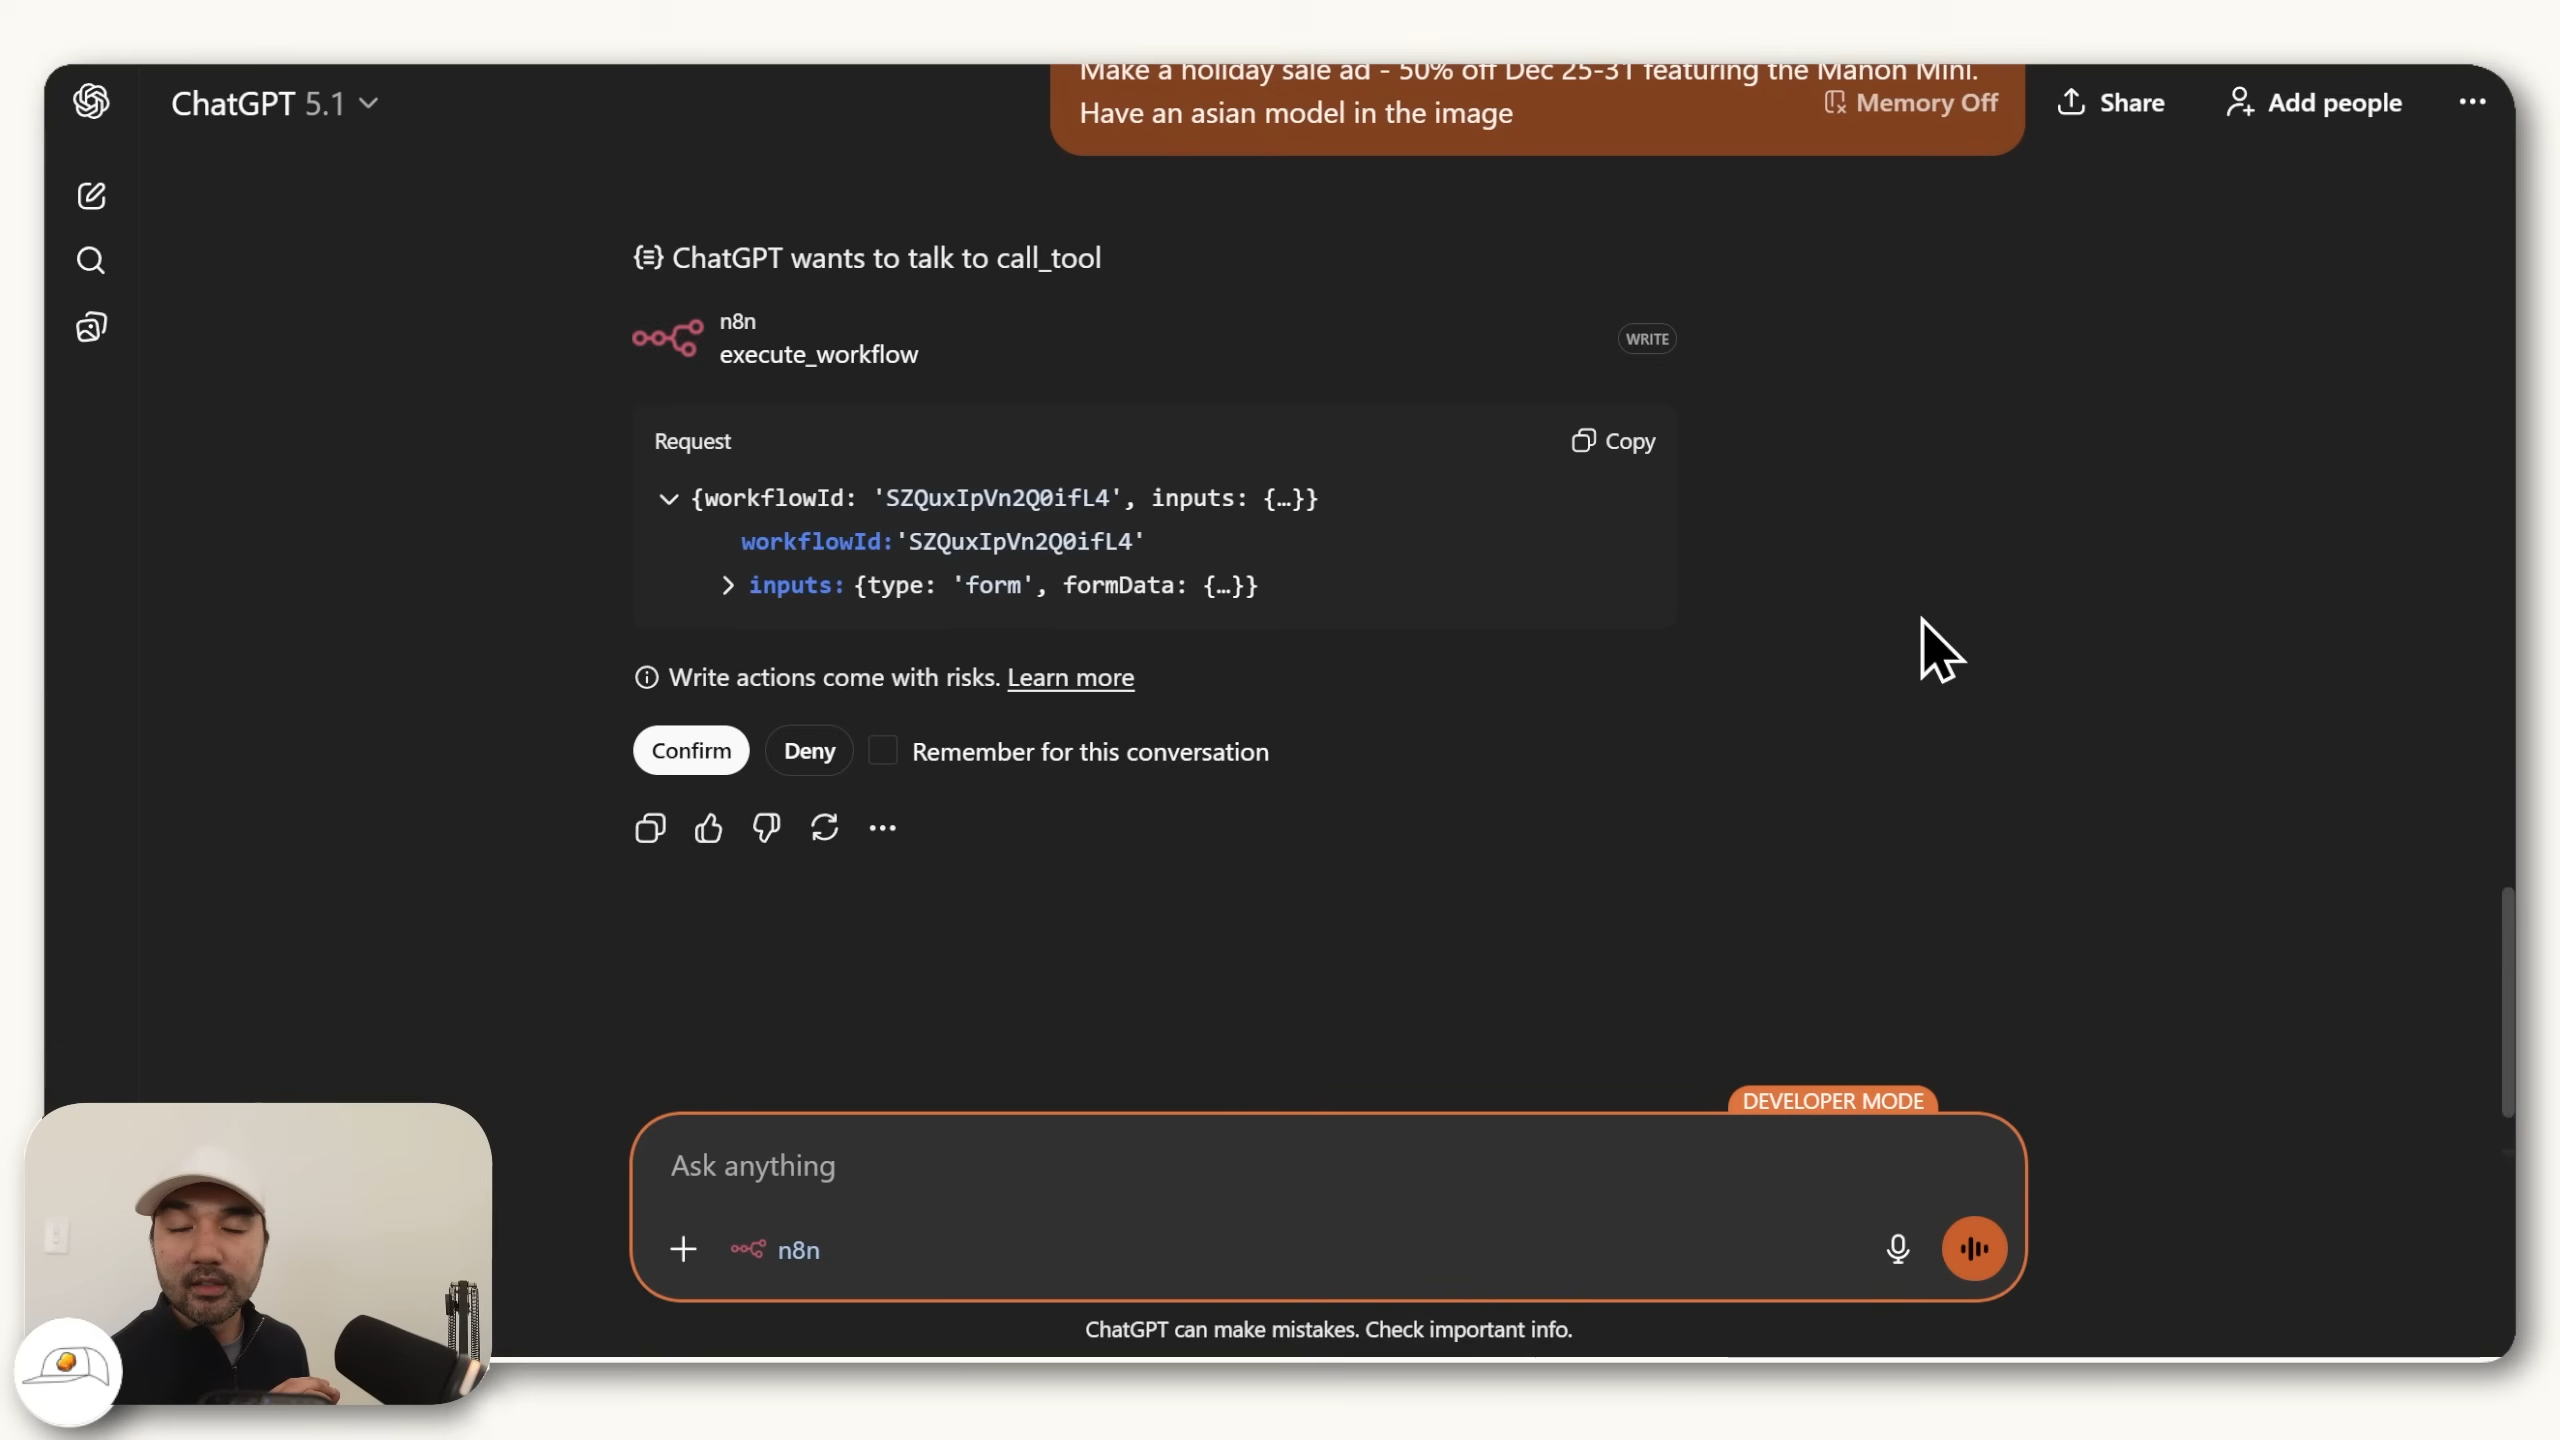 Make a holiday sale ad - 50% off Dec 25-31 featuring the Manon Mini.
ChatGPT 5.1
Have an asian model in the image
Memory Off
Share
Add people
ChatGPT wants to talk to call_tool
n8n
execute_workflow
WRITE
Request
Copy
{workflowId: 'SZQuxIpVn2Q0ifL4', inputs: {…}}
workflowId:'SZQuxIpVn2Q0ifL4'
inputs: {type: 'form', formData: {…}}
Write actions come with risks. Learn more
Confirm
Deny
Remember for this conversation
DEVELOPER MODE
Ask anything
n8n
ChatGPT can make mistakes. Check important info.